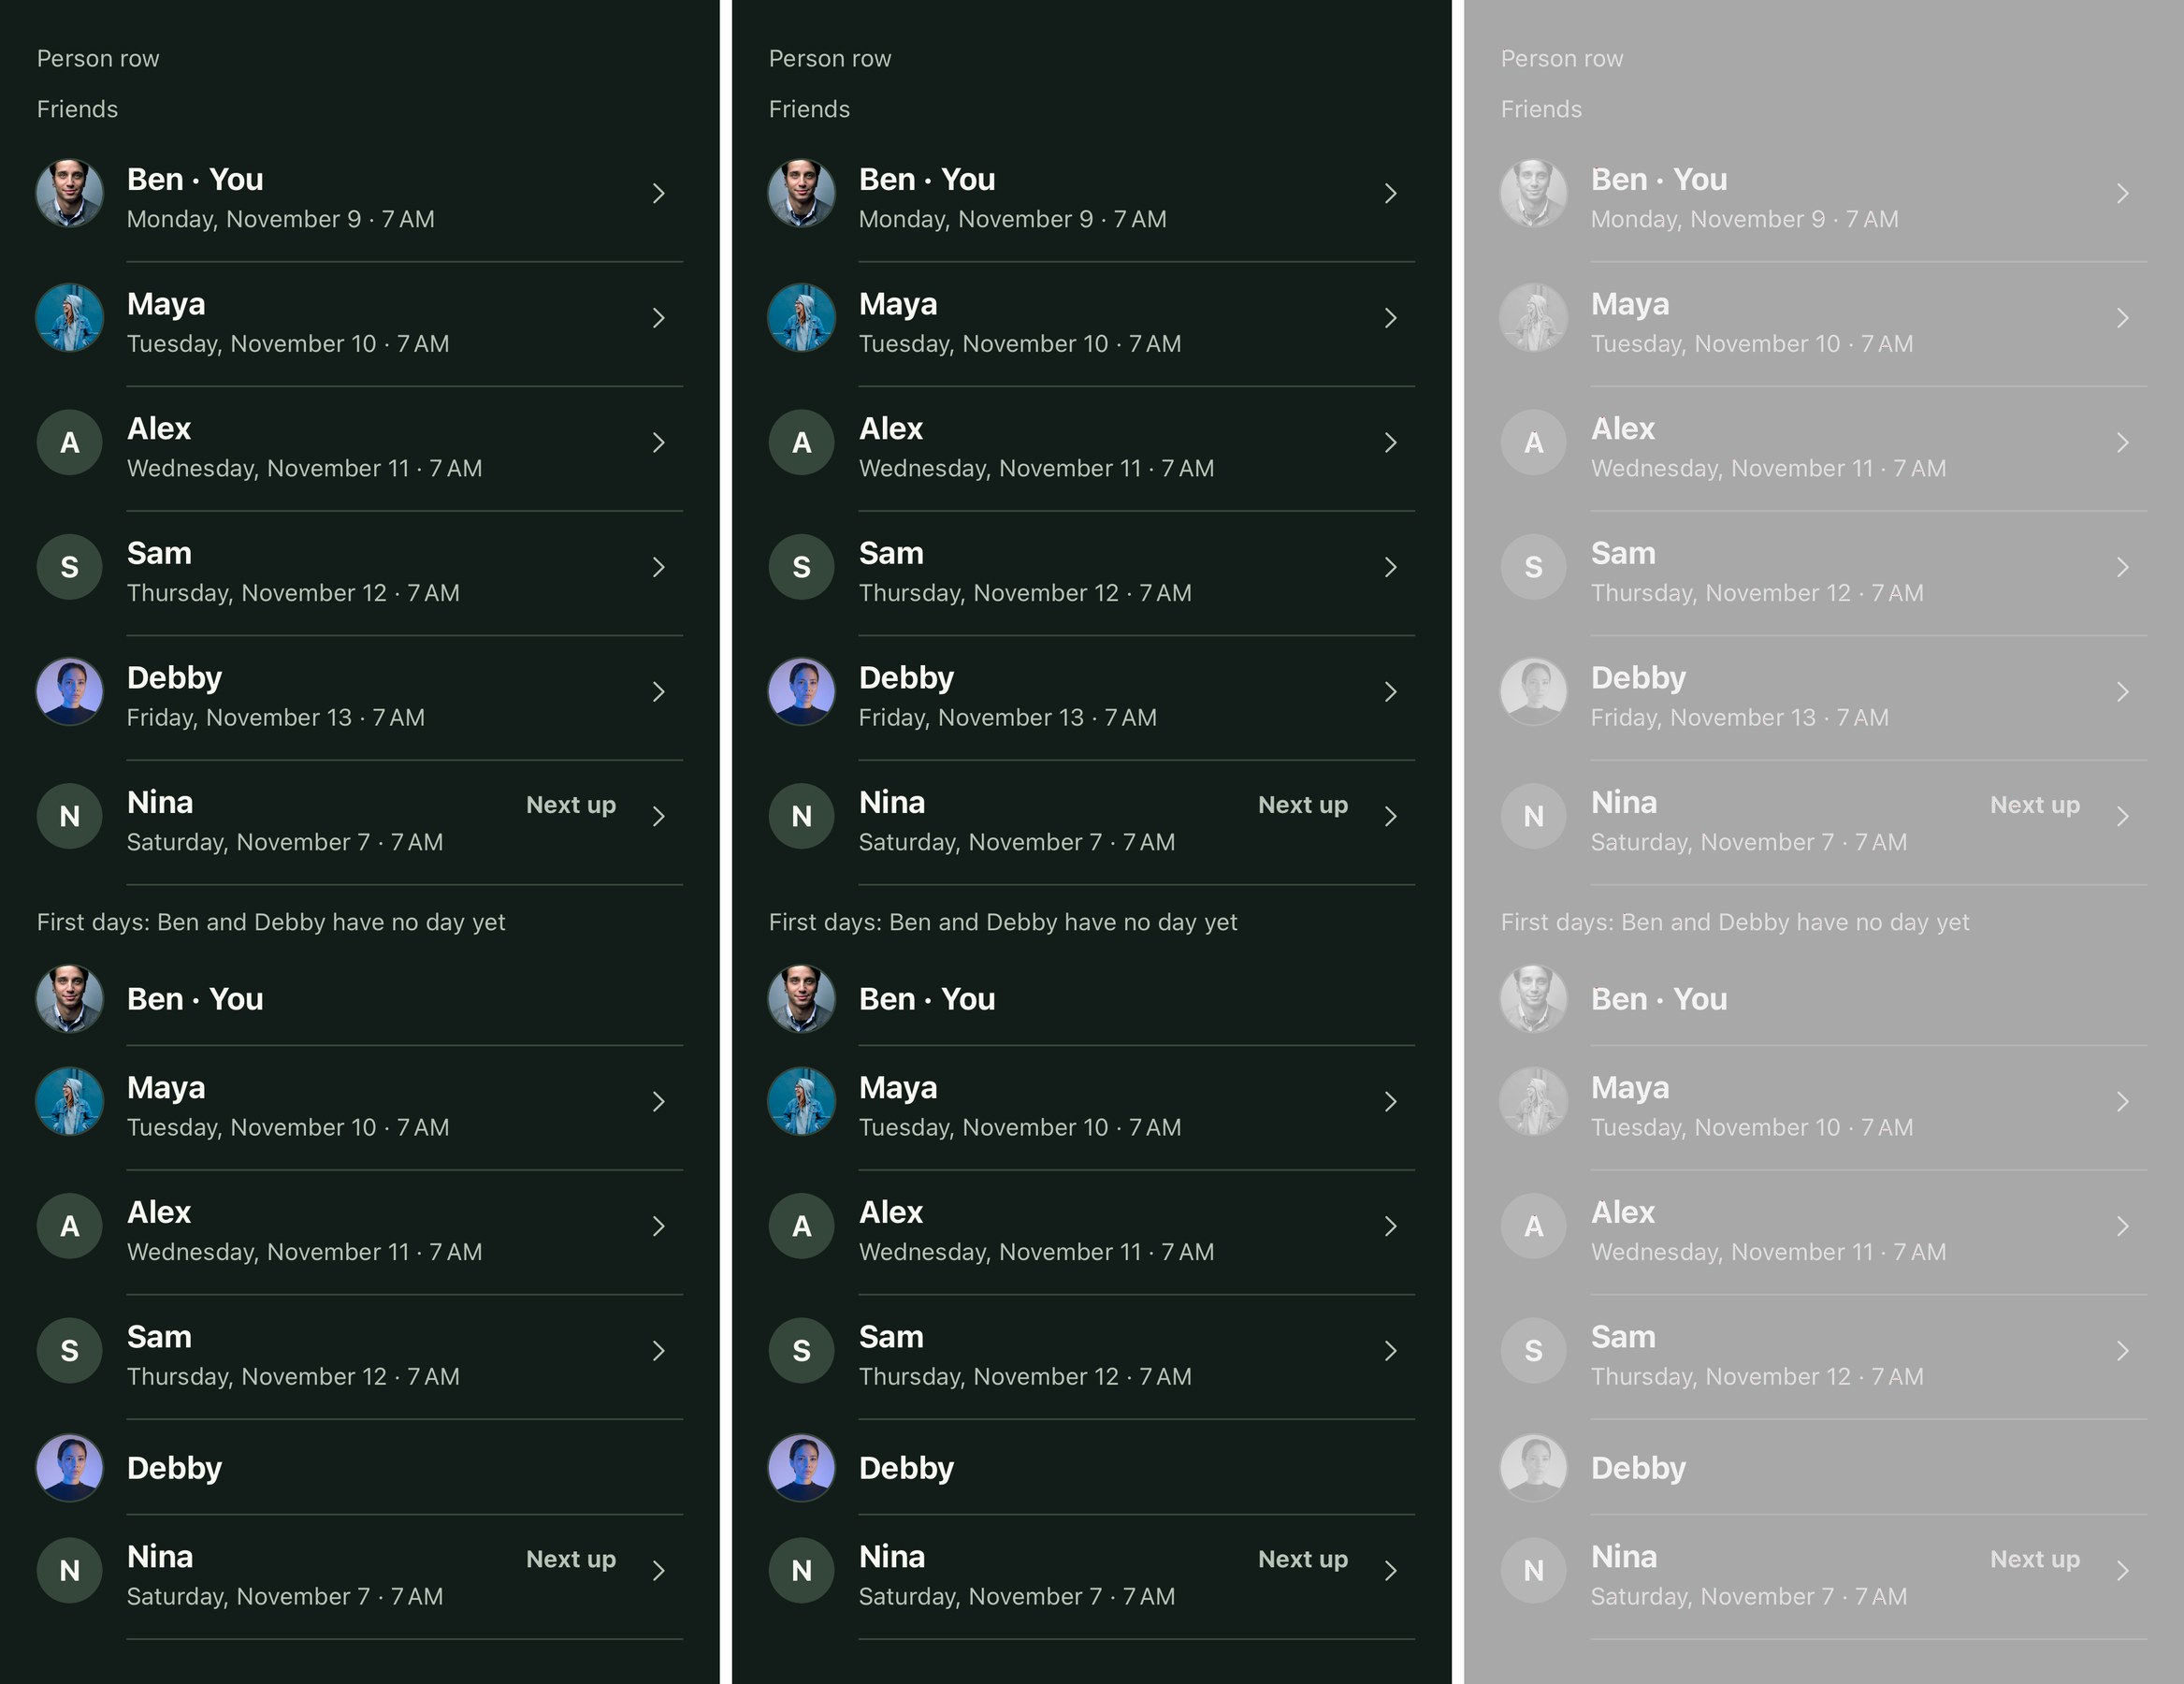 Person row
Friends
Ben · You
Monday, November 9 · 7 AM
Maya
Tuesday, November 10 · 7 AM
A
Alex
Wednesday, November 11 · 7 AM
S
Sam
Thursday, November 12 · 7 AM
Debby
Friday, November 13 · 7 AM
N
Nina
Next up
Saturday, November 7 · 7 AM
First days: Ben and Debby have no day yet
Ben · You
Maya
Tuesday, November 10 · 7 AM
A
Alex
Wednesday, November 11 · 7 AM
S
Sam
Thursday, November 12 · 7 AM
Debby
N
Nina
Next up
Saturday, November 7 · 7 AM
Person row
Friends
Ben · You
Monday, November 9 · 7 AM
Maya
Tuesday, November 10 · 7 AM
A
Alex
Wednesday, November 11 · 7 AM
S
Sam
Thursday, November 12 · 7 AM
Debby
Friday, November 13 · 7 AM
N
Nina
Next up
Saturday, November 7 · 7 AM
First days: Ben and Debby have no day yet
Ben · You
Maya
Tuesday, November 10 · 7 AM
A
Alex
Wednesday, November 11 · 7 AM
S
Sam
Thursday, November 12 · 7 AM
Debby
N
Nina
Next up
Saturday, November 7 · 7 AM
Person row
Friends
Ben · You
Monday, November 9 · 7 AM
Maya
Tuesday, November 10 · 7 AM
A
Alex
Wednesday, November 11 · 7 AM
S
Sam
Thursday, November 12 · 7 AM
Debby
Friday, November 13 · 7 AM
N
Nina
Next up
Saturday, November 7 · 7 AM
First days: Ben and Debby have no day yet
Ben · You
Maya
Tuesday, November 10 · 7 AM
A
Alex
Wednesday, November 11 · 7 AM
S
Sam
Thursday, November 12 · 7 AM
Debby
N
Nina
Next up
Saturday, November 7 · 7 AM